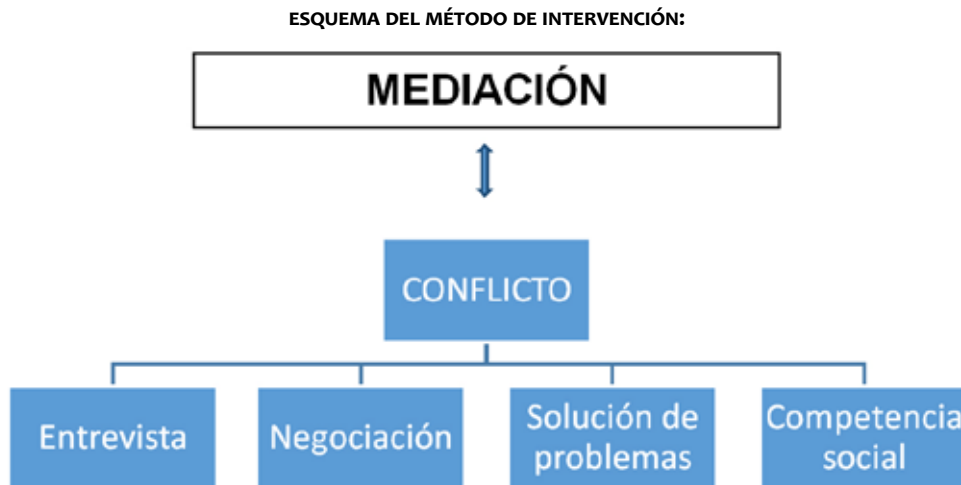 ESQUEMA DEL MÉTODO DE INTERVENCIÓN:
MEDIACIÓN
CONFLICTO
Entrevista
Negociación
Solución de
problemas
Competencia
social